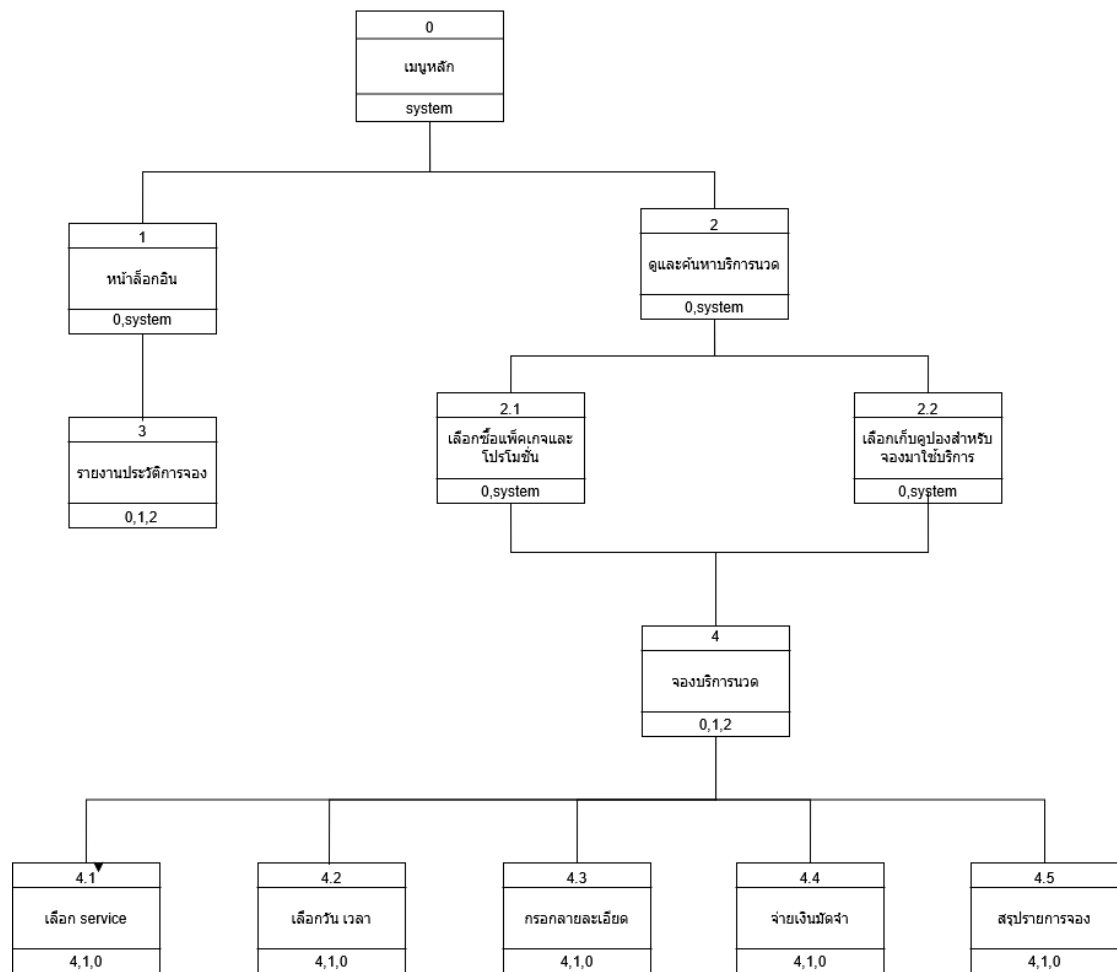 0
เมนูหลัก
system
1
หน้าล็อกอิน
0,system
2
ดูและค้นหาบริการนวด
0,system
2.1
เลือกซื้อแพ็คเกจและ
โปรโมชั่น
0,system
2.2
เลือกเก็บคูปองสำหรับ
จองมาใช้บริการ
0,system
3
รายงานประวัติการจอง
0,1,2
4
จองบริการนวด
0,1,2
4.1
เลือก service
4,1,0
4.2
เลือกวัน เวลา
4,1,0
4.3
กรอกลายละเอียด
4,1,0
4.4
จ่ายเงินมัดจำ
4,1,0
4.5
สรุปรายการจอง
4,1,0